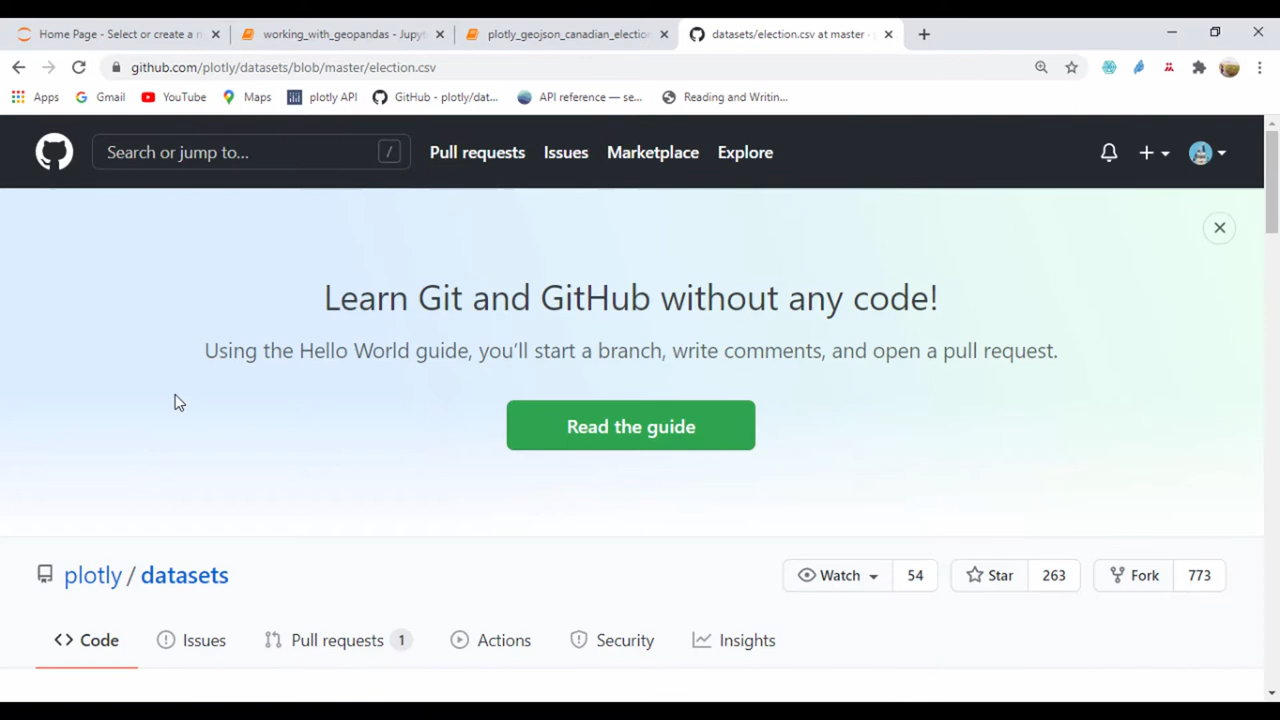 Home Page - Select or create a n
working_with_geopandas - Jupyt
plotly_geojson_canadian_election
datasets/election.csv at master ·
github.com/plotly/datasets/blob/master/election.csv
Apps
Gmail
YouTube
Maps
plotly API
GitHub - plotly/dat...
API reference — se...
Reading and Writin...
Search or jump to...
/
Pull requests
Issues
Marketplace
Explore
Learn Git and GitHub without any code!
Using the Hello World guide, you'll start a branch, write comments, and open a pull request.
Read the guide
plotly / datasets
Watch
54
Star
263
Fork
773
Code
Issues
Pull requests 1
Actions
Security
Insights